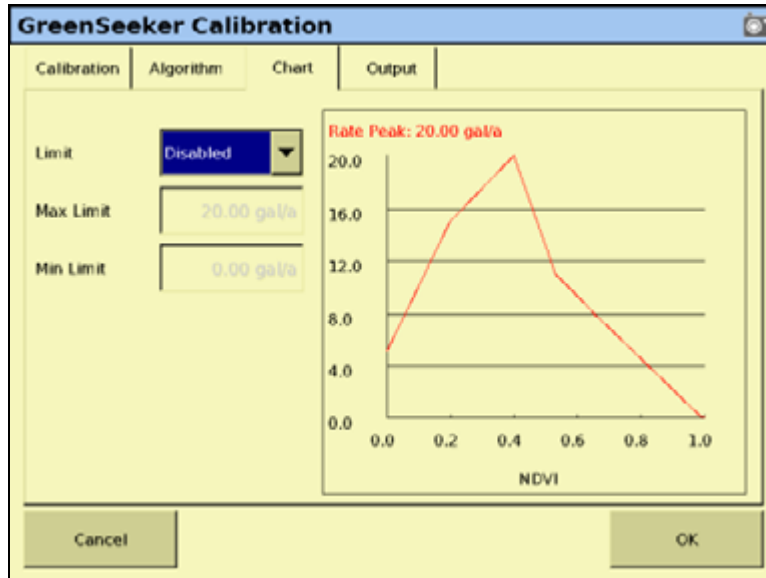 GreenSeeker Calibration
Calibration Algorithm Chart Output
Limit Disabled
Max Limit 20.00 gal/a
Min Limit 0.00 gal/a
Rate Peak: 20.00 gal/a
20.0
16.0
12.0
8.0
4.0
0.0
0.0 0.2 0.4 0.6 0.8 1.0
NDVI
Cancel OK